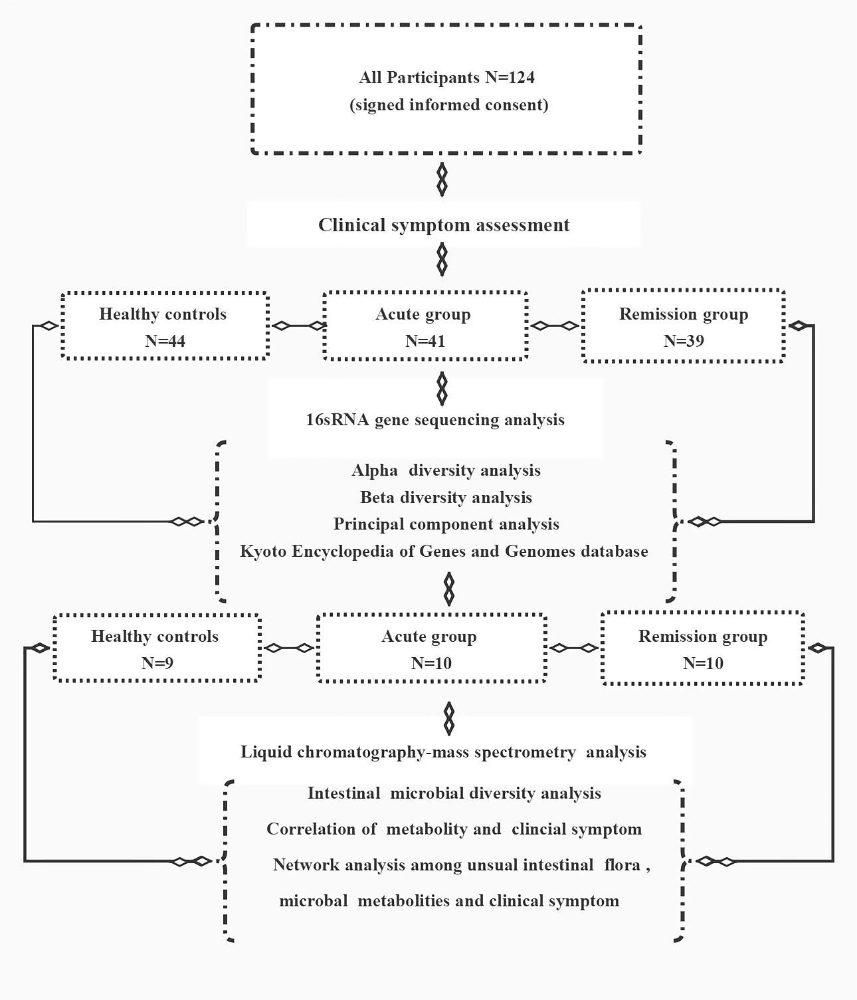 All Participants N=124
(signed informed consent)
Clinical symptom assessment
Healthy controls
N=44
Acute group
N=41
Remission group
N=39
16sRNA gene sequencing analysis
Alpha diversity analysis
Beta diversity analysis
Principal component analysis
Kyoto Encyclopedia of Genes and Genomes database
Healthy controls
N=9
Acute group
N=10
Remission group
N=10
Liquid chromatography-mass spectrometry analysis
Intestinal microbial diversity analysis
Correlation of metabolity and clincial symptom
Network analysis among unsual intestinal flora ,
microbal metabolities and clinical symptom